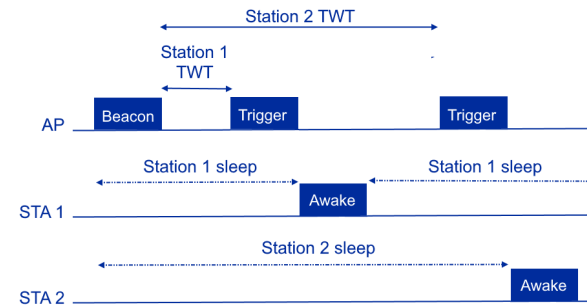 Station 2 TWT
Station 1
TWT
Beacon
Trigger
Trigger
AP
Station 1 sleep
Station 1 sleep
Awake
STA 1
Station 2 sleep
Awake
STA 2